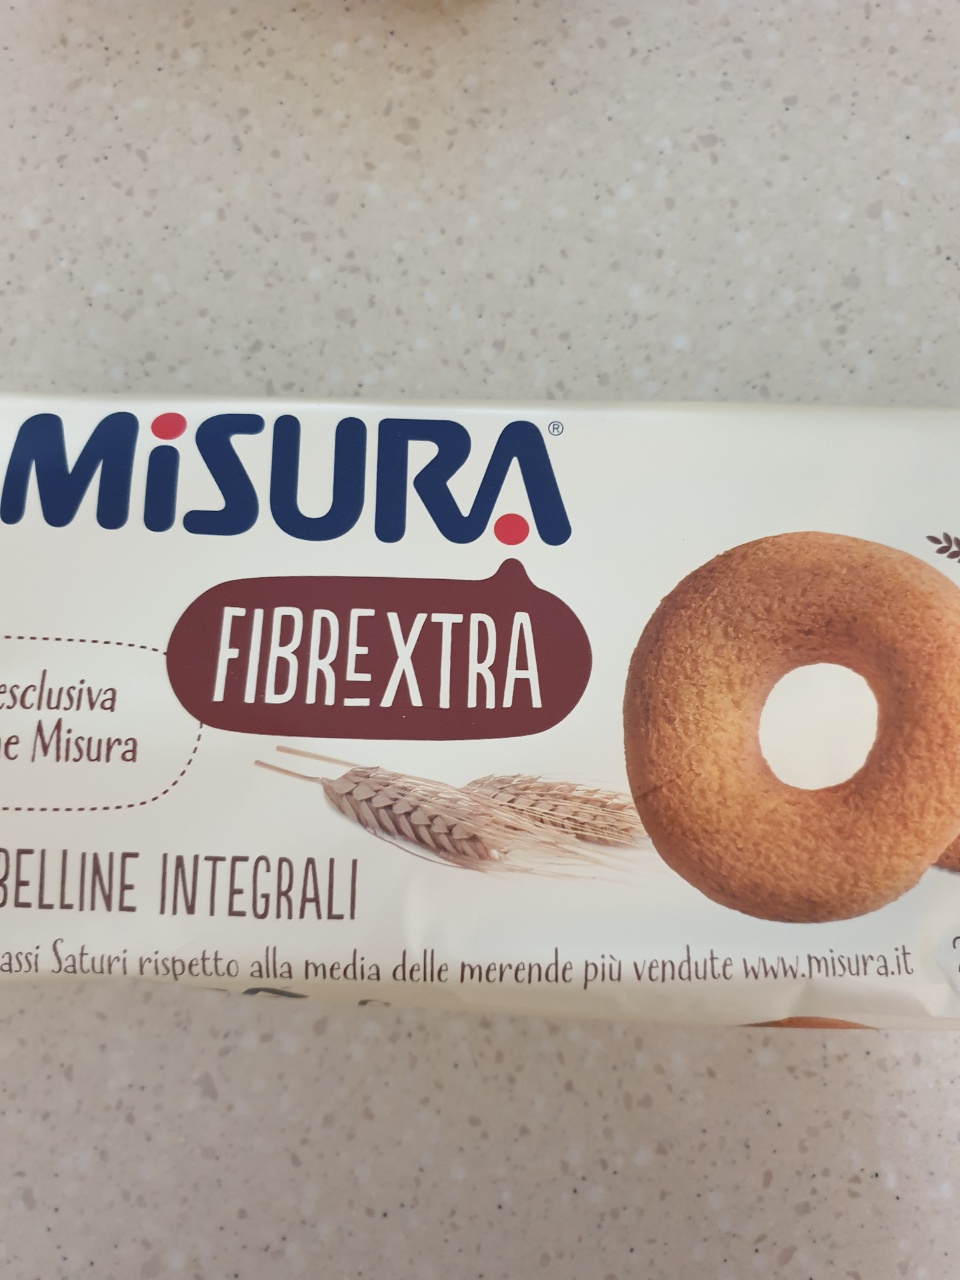 MiSURA®
FIBREXTRA
esclusiva
e Misura
BELLINE INTEGRALI
assi Saturi rispetto alla media delle merende più vendute www.misura.it